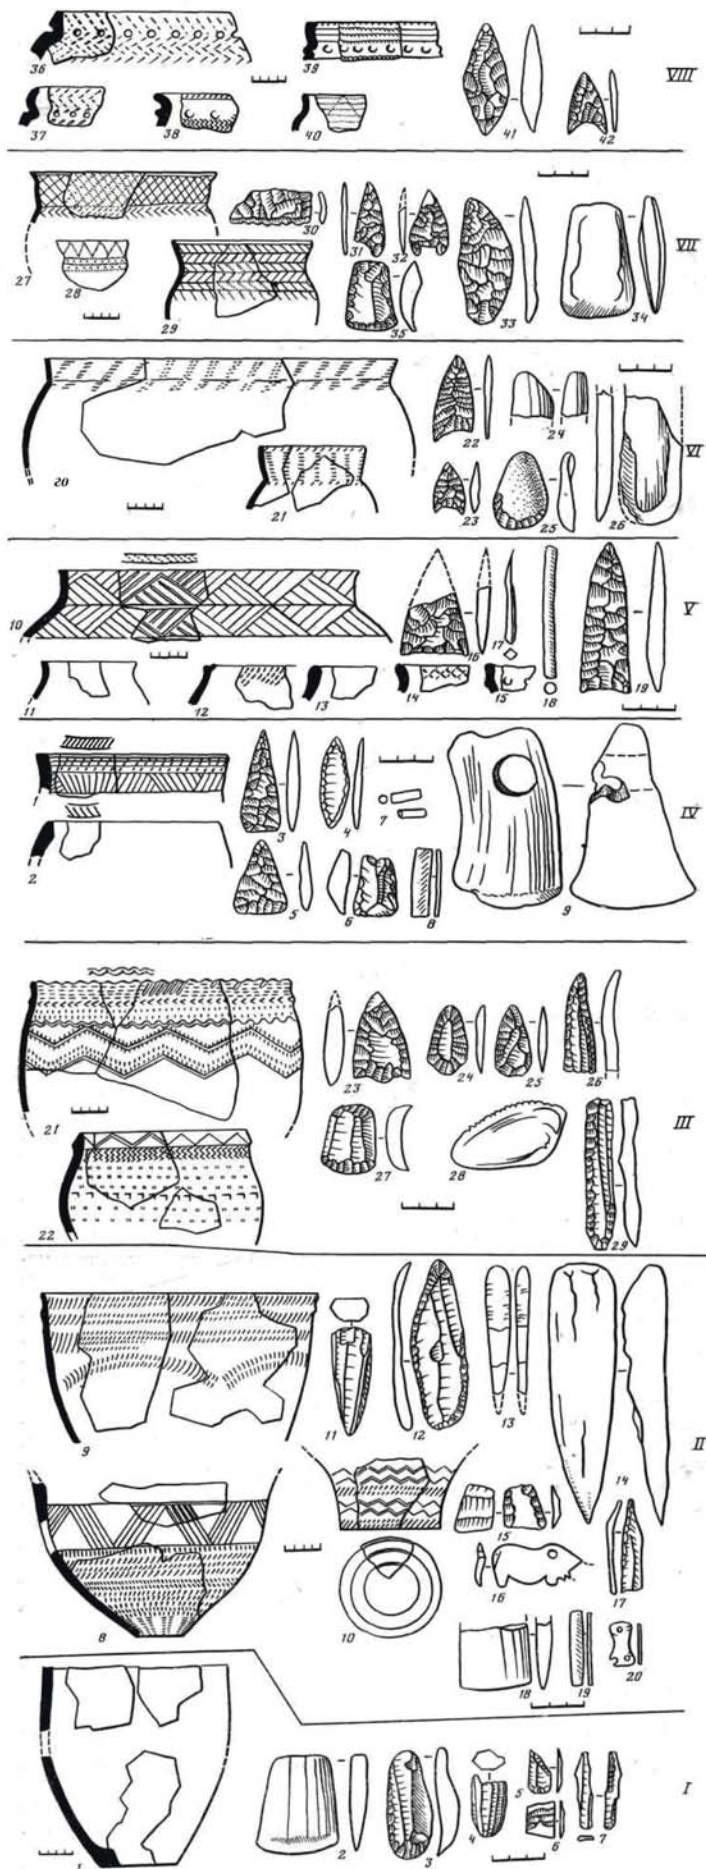 36 39 41 42 VIII
37 38 40
27 28 29 30 31 32 33 34 35 VII
20 21 22 23 24 25 26 VI
10 16 17 18 19 V
11 12 13 14 15
1 3 4 7 9 IV
2 5 6 8
21 23 24 25 26 III
22 27 28 29
9 11 12 13 14 II
8 10 15 16 17
18 19 20
1 2 3 4 5 6 7 I